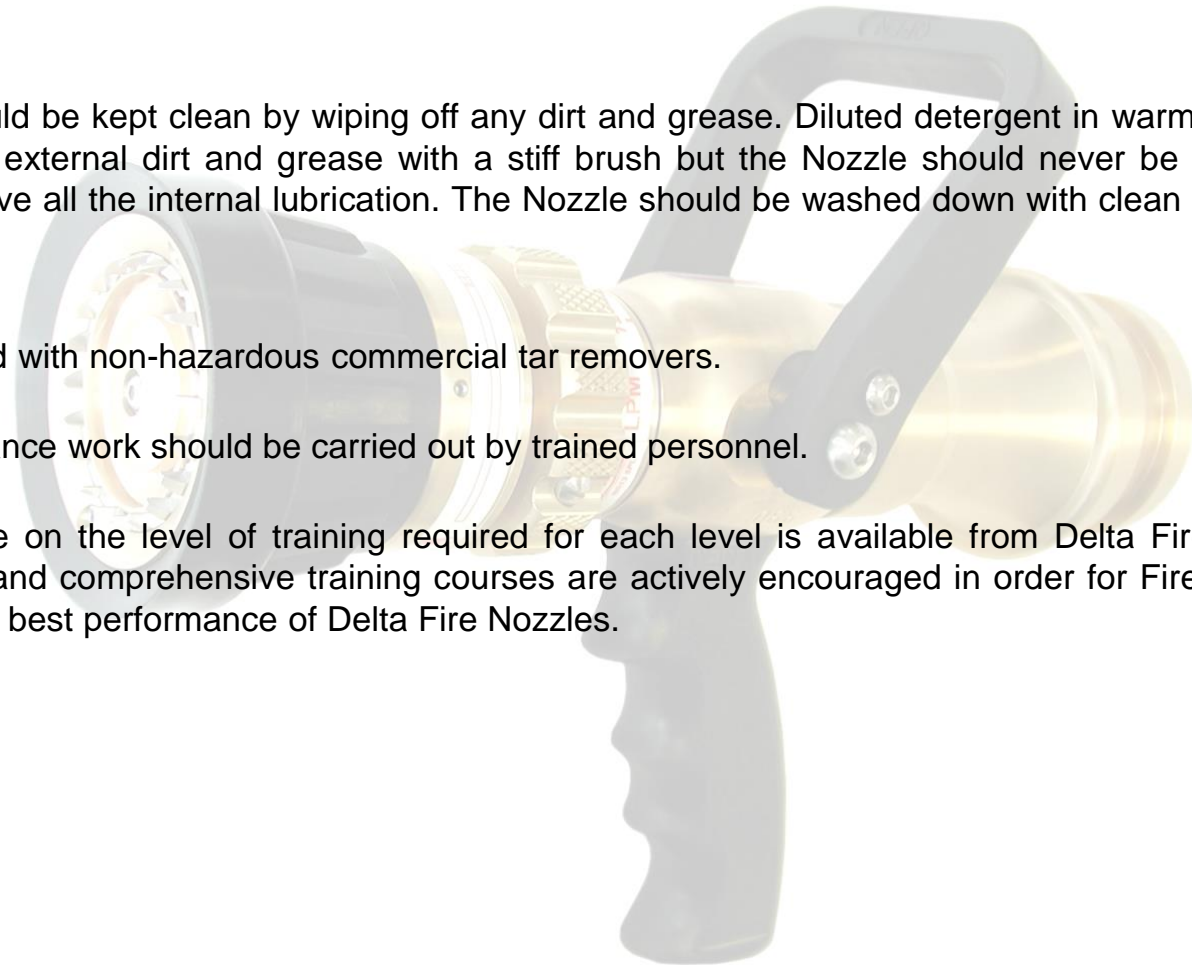 uld be kept clean by wiping off any dirt and grease. Diluted detergent in warm
external dirt and grease with a stiff brush but the Nozzle should never be
ve all the internal lubrication. The Nozzle should be washed down with clean
d with non-hazardous commercial tar removers.
ance work should be carried out by trained personnel.
e on the level of training required for each level is available from Delta Fir
and comprehensive training courses are actively encouraged in order for Fire
best performance of Delta Fire Nozzles.
LPM